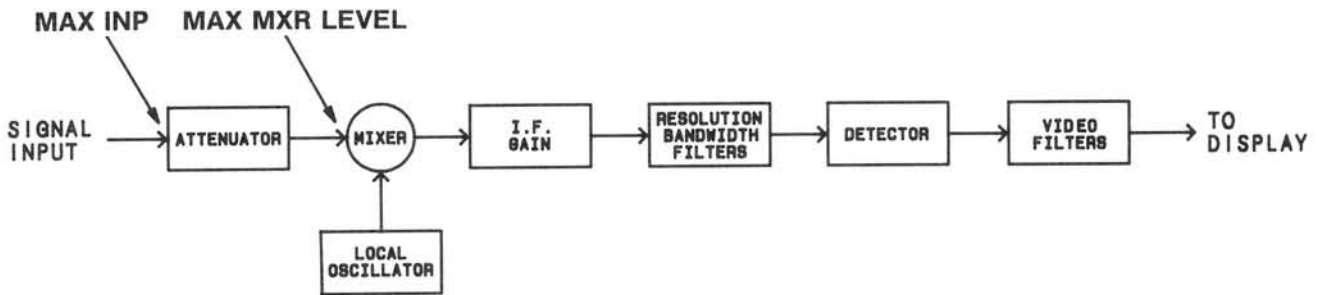 MAX INP
MAX MXR LEVEL
SIGNAL
INPUT
ATTENUATOR
MIXER
I.F.
GAIN
RESOLUTION
BANDWIDTH
FILTERS
DETECTOR
VIDEO
FILTERS
TO
DISPLAY
LOCAL
OSCILLATOR